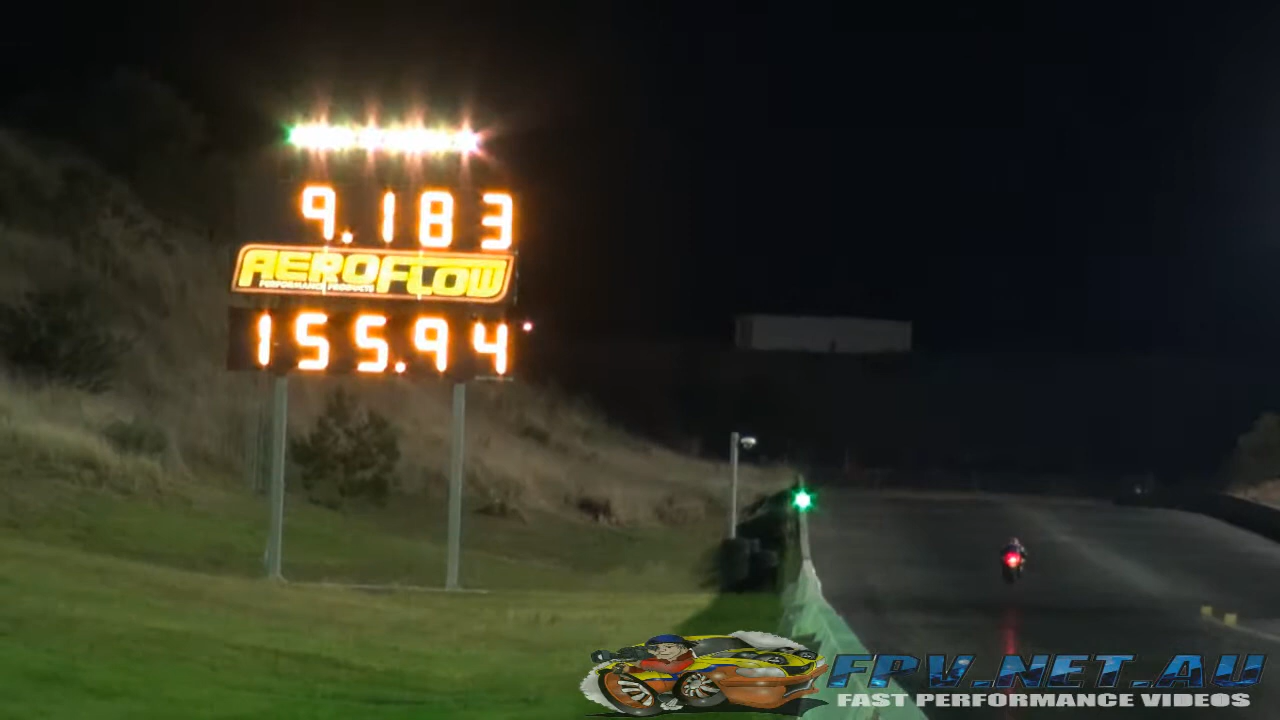 9.183
AEROFLOW
PERFORMANCE PRODUCTS
155.94
FPV.NET.AU
FAST PERFORMANCE VIDEOS